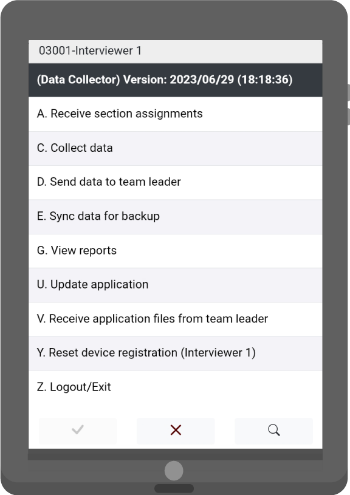 03001-Interviewer 1
(Data Collector) Version: 2023/06/29 (18:18:36)
A. Receive section assignments
C. Collect data
D. Send data to team leader
E. Sync data for backup
G. View reports
U. Update application
V. Receive application files from team leader
Y. Reset device registration (Interviewer 1)
Z. Logout/Exit